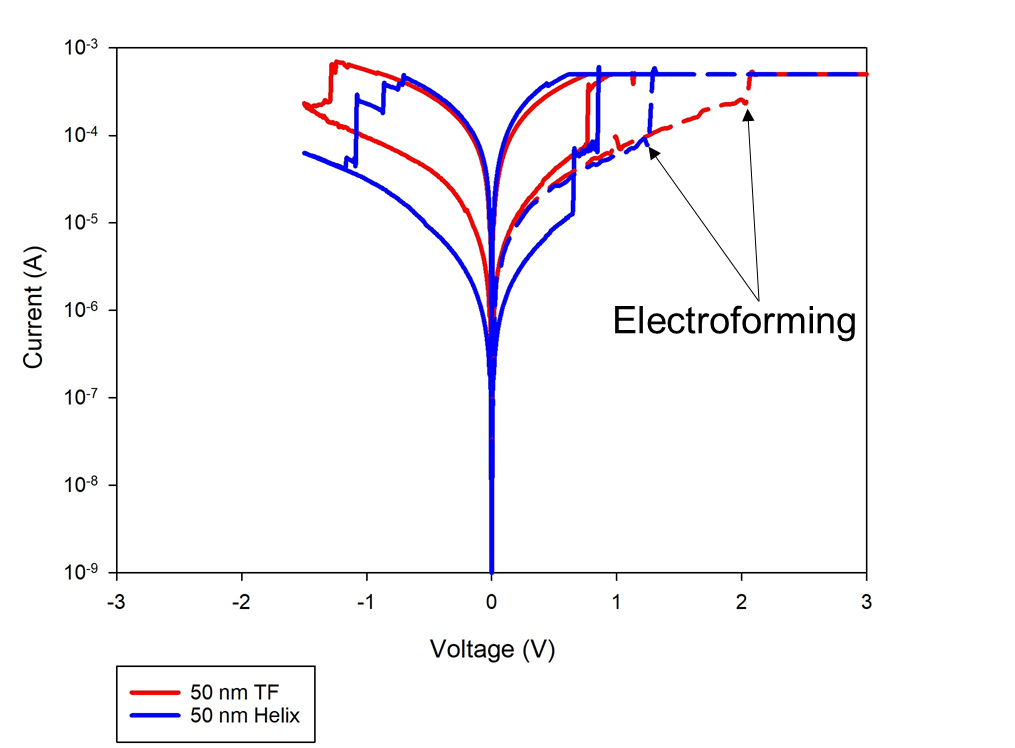 10-3
10-4
10-5
10-6
10-7
10-8
10-9
Current (A)
Electroforming
-3 -2 -1 0 1 2 3
Voltage (V)
50 nm TF
50 nm Helix